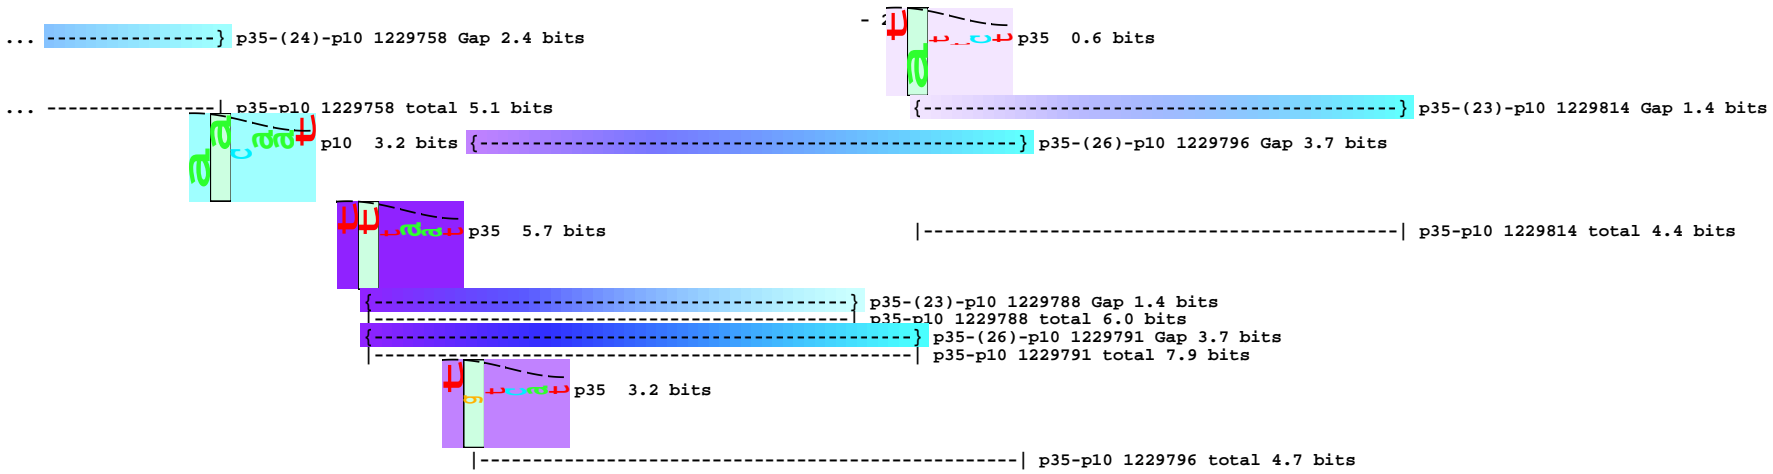 - 2
... ----------------} p35-(24)-p10 1229758 Gap 2.4 bits
p35 0.6 bits
... ----------------| p35-p10 1229758 total 5.1 bits
{---------------------------------------------} p35-(23)-p10 1229814 Gap 1.4 bits
p10 3.2 bits
{---------------------------------------------------} p35-(26)-p10 1229796 Gap 3.7 bits
p35 5.7 bits
|---------------------------------------------| p35-p10 1229814 total 4.4 bits
{---------------------------------------------} p35-(23)-p10 1229788 Gap 1.4 bits
|---------------------------------------------| p35-p10 1229788 total 6.0 bits
{---------------------------------------------------} p35-(26)-p10 1229791 Gap 3.7 bits
|---------------------------------------------------| p35-p10 1229791 total 7.9 bits
p35 3.2 bits
|---------------------------------------------------| p35-p10 1229796 total 4.7 bits